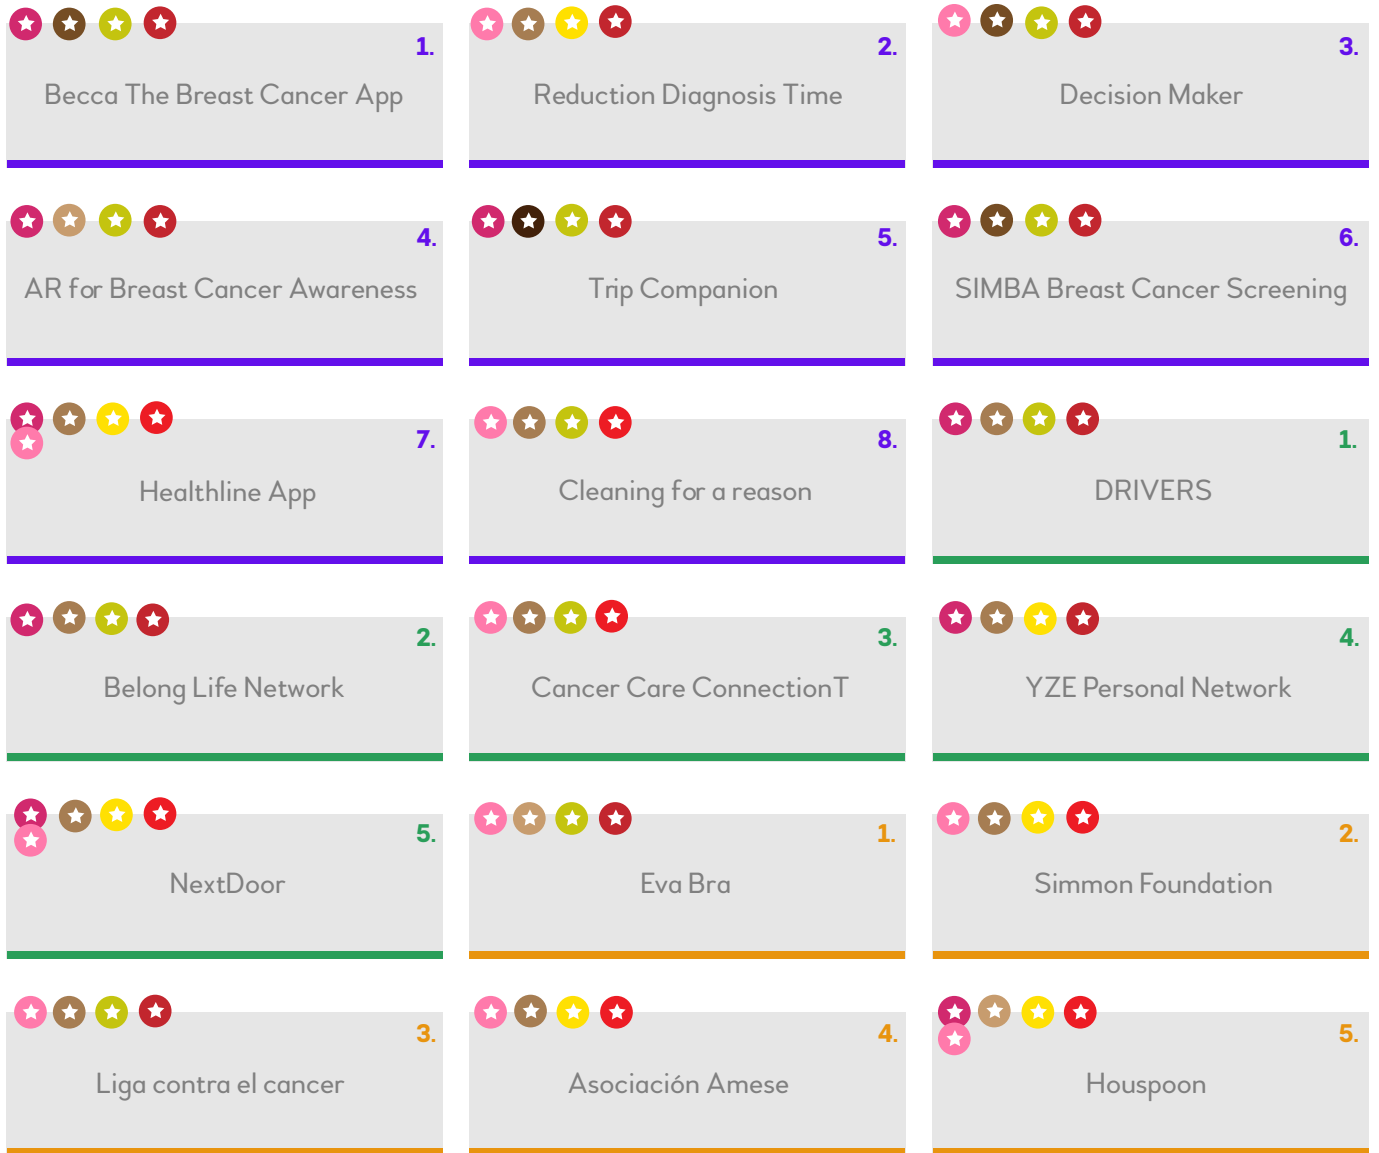 1.
Becca The Breast Cancer App
2.
Reduction Diagnosis Time
3.
Decision Maker
4.
AR for Breast Cancer Awareness
5.
Trip Companion
6.
SIMBA Breast Cancer Screening
7.
Healthline App
8.
Cleaning for a reason
1.
DRIVERS
2.
Belong Life Network
3.
Cancer Care ConnectionT
4.
YZE Personal Network
5.
NextDoor
1.
Eva Bra
2.
Simmon Foundation
3.
Liga contra el cancer
4.
Asociación Amese
5.
Houspoon